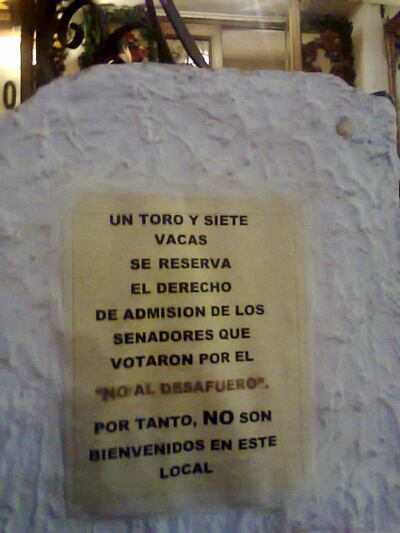 0
UN TORO Y SIETE
VACAS
SE RESERVA
EL DERECHO
DE ADMISION DE LOS
SENADORES QUE
VOTARON POR EL
"NO AL DESAFUERO".
POR TANTO, NO SON
BIENVENIDOS EN ESTE
LOCAL